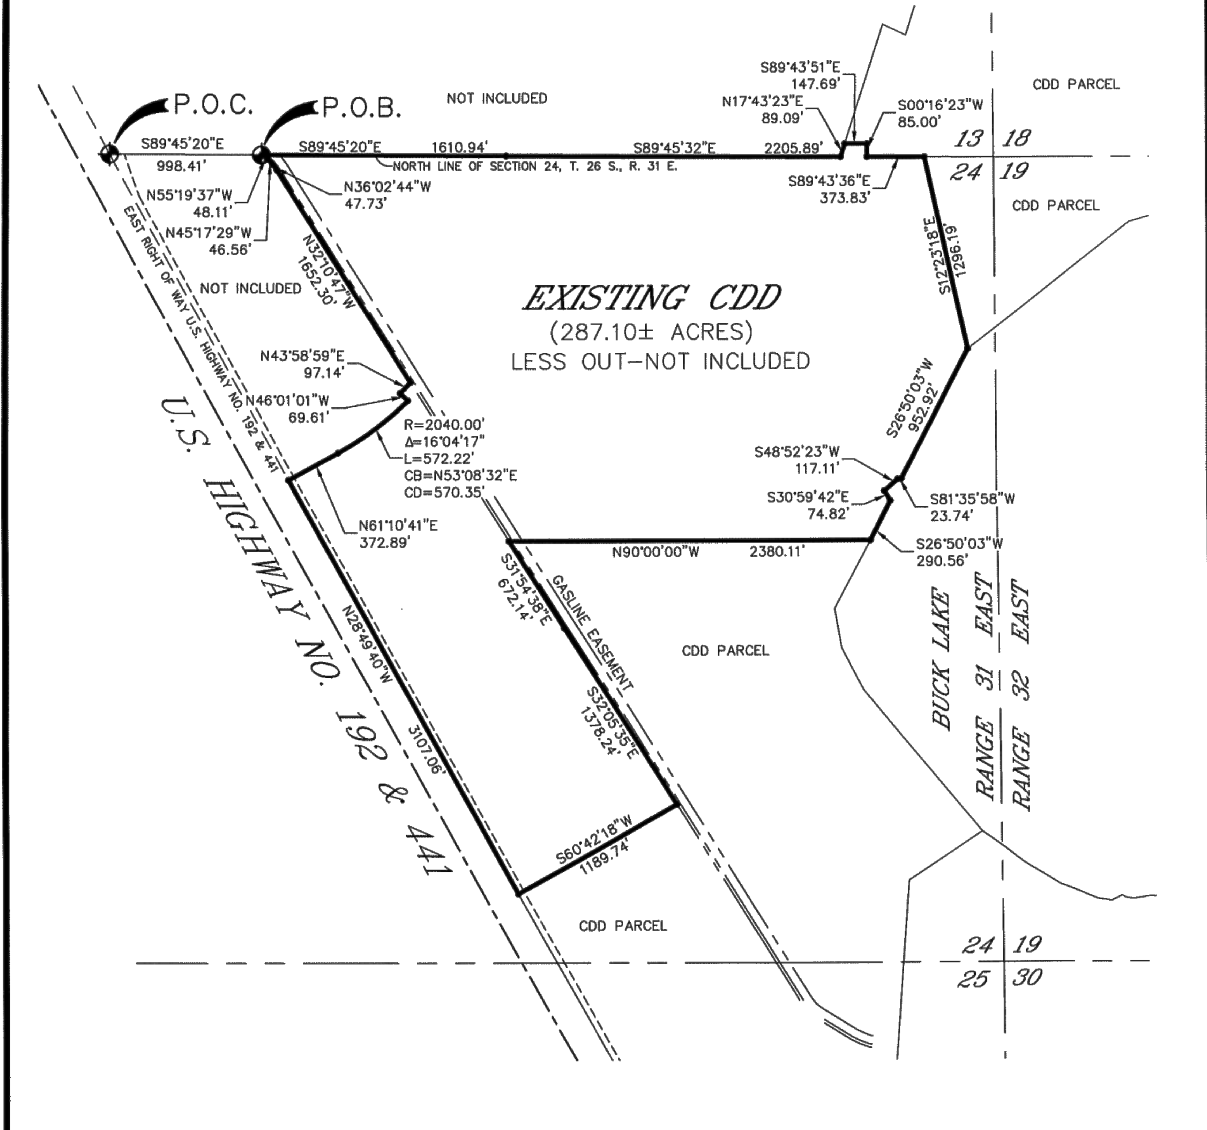 S89°43'51"E
147.69'
CDD PARCEL
NOT INCLUDED
N17°43'23"E
89.09'
S00°16'23"W
85.00'
P.O.C.
P.O.B.
13 18
24 19
S89°45'20"E
998.41'
S89°45'20"E
1610.94'
S89°45'32"E
2205.89'
NORTH LINE OF SECTION 24, T. 26 S., R. 31 E.
S89°43'36"E
373.83'
N55°19'37"W
48.11'
N36°02'44"W
47.73'
CDD PARCEL
N45°17'29"W
46.56'
EAST RIGHT OF WAY U.S. HIGHWAY NO. 192 & 441
N32°10'47"W
1652.30'
S12°23'18"E
1296.19'
NOT INCLUDED
EXISTING CDD
(287.10± ACRES)
LESS OUT-NOT INCLUDED
N43°58'59"E
97.14'
N46°01'01"W
69.61'
S26°50'03"W
952.92'
R=2040.00'
Δ=16°04'17"
L=572.22'
CB=N53°08'32"E
CD=570.35'
S48°52'23"W
117.11'
S30°59'42"E
74.82'
S81°35'58"W
23.74'
N61°10'41"E
372.89'
N90°00'00"W
2380.11'
S26°50'03"W
290.56'
U.S. HIGHWAY NO. 192 & 441
S31°54'38"E
672.14'
GASLINE EASEMENT
BUCK LAKE
RANGE 31 EAST
RANGE 32 EAST
N28°49'40"W
3107.06'
CDD PARCEL
S32°05'35"E
1378.24'
S60°42'18"W
1189.74'
CDD PARCEL
24 19
25 30